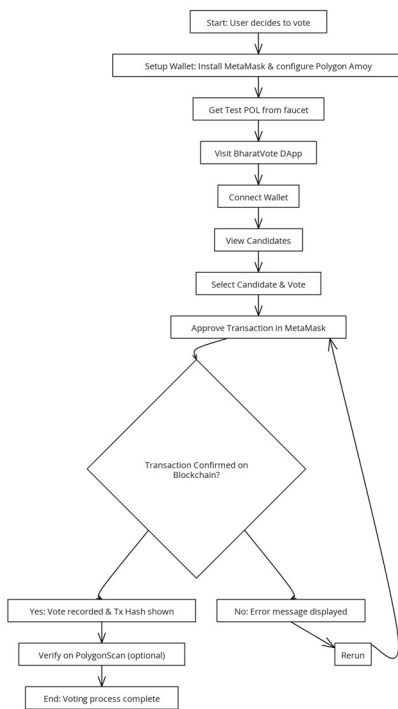 Start: User decides to vote
Setup Wallet: Install MetaMask & configure Polygon Amoy
Get Test POL from faucet
Visit BharatVote DApp
Connect Wallet
View Candidates
Select Candidate & Vote
Approve Transaction in MetaMask
Transaction Confirmed on
Blockchain?
Yes: Vote recorded & Tx Hash shown
No: Error message displayed
Verify on PolygonScan (optional)
Rerun
End: Voting process complete